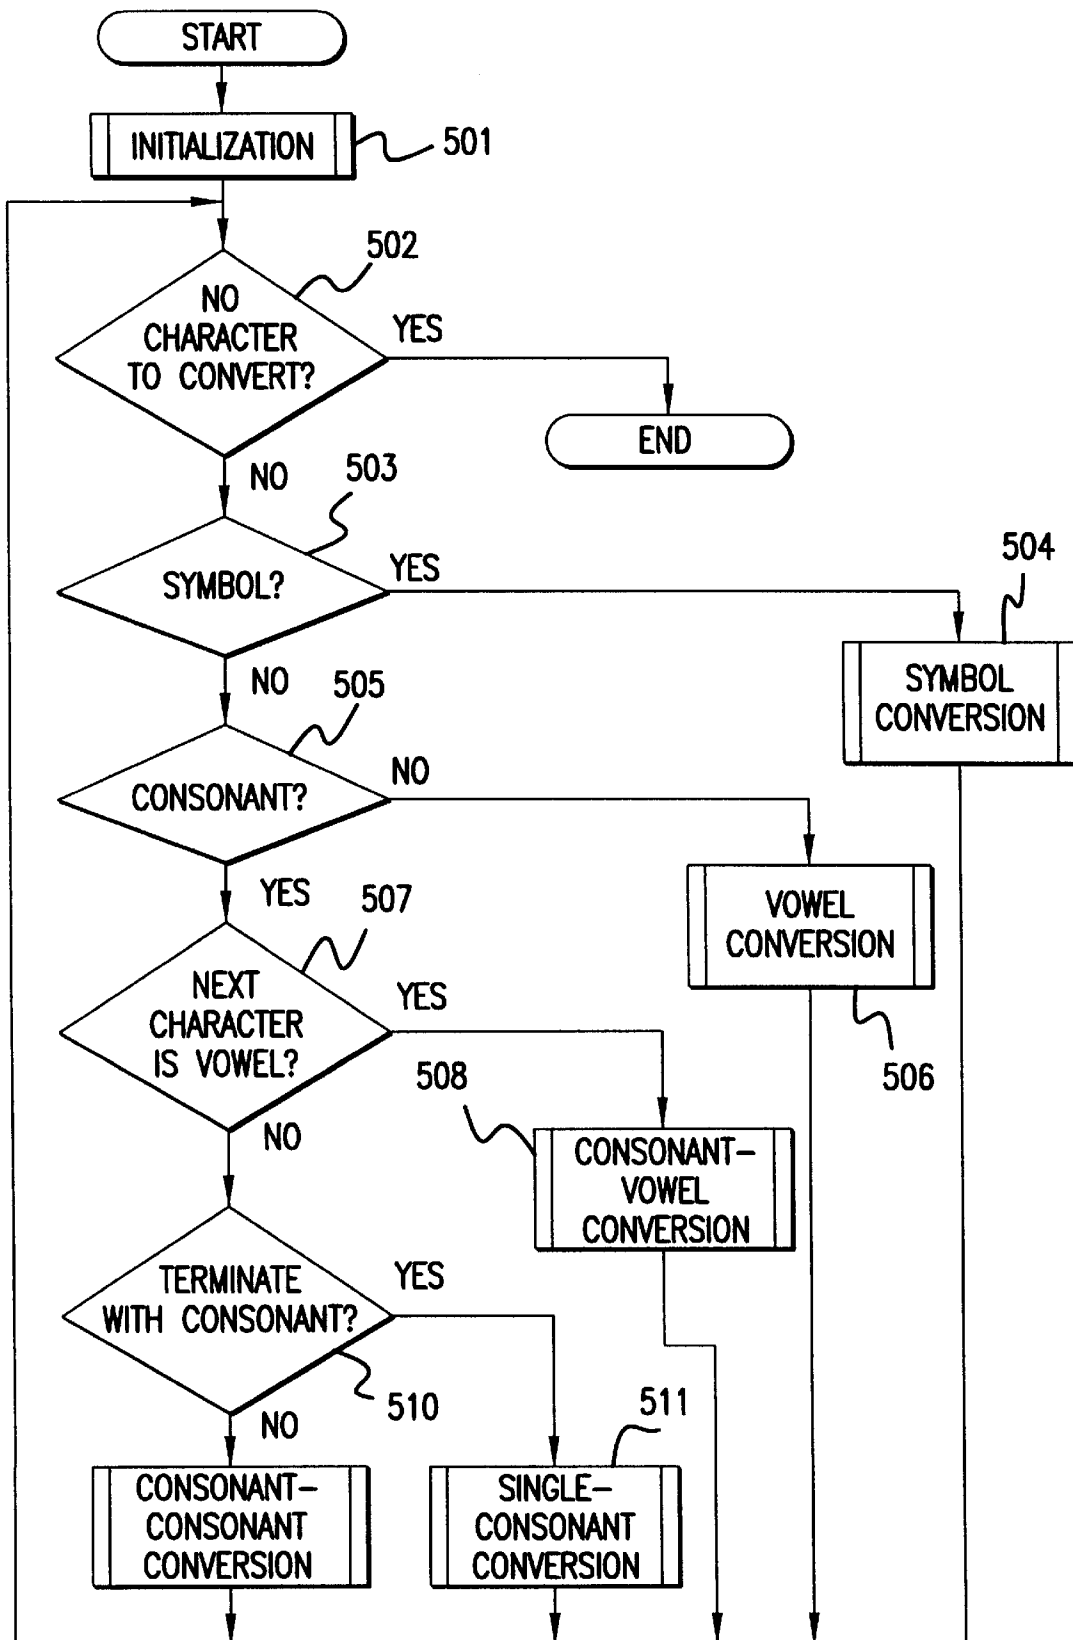 START
INITIALIZATION
501
502
NO
CHARACTER
TO CONVERT?
YES
END
NO
503
SYMBOL?
YES
504
SYMBOL
CONVERSION
NO
505
CONSONANT?
NO
VOWEL
CONVERSION
506
YES
507
NEXT
CHARACTER
IS VOWEL?
YES
508
CONSONANT-
VOWEL
CONVERSION
NO
TERMINATE
WITH CONSONANT?
YES
510
NO
511
CONSONANT-
CONSONANT
CONVERSION
SINGLE-
CONSONANT
CONVERSION